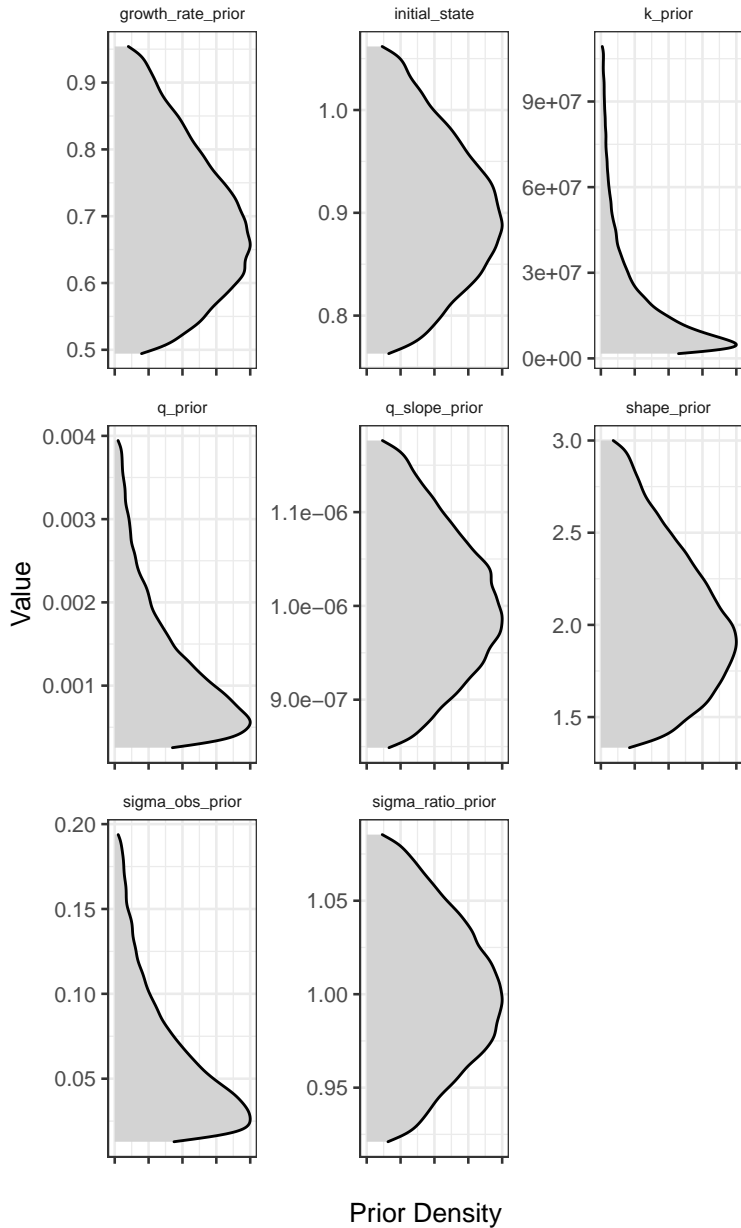 growth_rate_prior
initial_state
k_prior
0.9
0.8
0.7
0.6
0.5
1.0
0.9
0.8
9e+07
6e+07
3e+07
0e+00
q_prior
q_slope_prior
shape_prior
0.004
0.003
0.002
0.001
1.1e−06
1.0e−06
9.0e−07
3.0
2.5
2.0
1.5
Value
sigma_obs_prior
sigma_ratio_prior
0.20
0.15
0.10
0.05
1.05
1.00
0.95
Prior Density